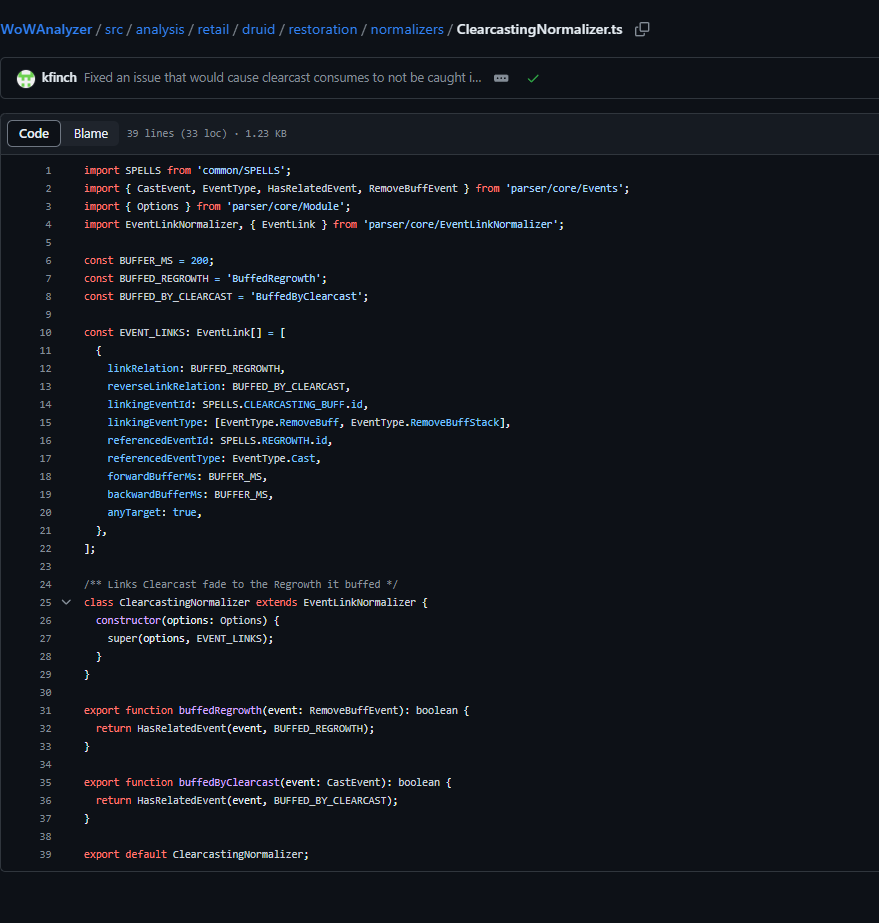 WoWAnalyzer / src / analysis / retail / druid / restoration / normalizers / ClearcastingNormalizer.ts
kfinch Fixed an issue that would cause clearcast consumes to not be caught i...
Code Blame 39 lines (33 loc) · 1.23 KB
1 import SPELLS from 'common/SPELLS';
2 import { CastEvent, EventType, HasRelatedEvent, RemoveBuffEvent } from 'parser/core/Events';
3 import { Options } from 'parser/core/Module';
4 import EventLinkNormalizer, { EventLink } from 'parser/core/EventLinkNormalizer';
5
6 const BUFFER_MS = 200;
7 const BUFFED_REGROWTH = 'BuffedRegrowth';
8 const BUFFED_BY_CLEARCAST = 'BuffedByClearcast';
9
10 const EVENT_LINKS: EventLink[] = [
11 {
12 linkRelation: BUFFED_REGROWTH,
13 reverseLinkRelation: BUFFED_BY_CLEARCAST,
14 linkingEventId: SPELLS.CLEARCASTING_BUFF.id,
15 linkingEventType: [EventType.RemoveBuff, EventType.RemoveBuffStack],
16 referencedEventId: SPELLS.REGROWTH.id,
17 referencedEventType: EventType.Cast,
18 forwardBufferMs: BUFFER_MS,
19 backwardBufferMs: BUFFER_MS,
20 anyTarget: true,
21 },
22 ];
23
24 /** Links Clearcast fade to the Regrowth it buffed */
25 class ClearcastingNormalizer extends EventLinkNormalizer {
26 constructor(options: Options) {
27 super(options, EVENT_LINKS);
28 }
29 }
30
31 export function buffedRegrowth(event: RemoveBuffEvent): boolean {
32 return HasRelatedEvent(event, BUFFED_REGROWTH);
33 }
34
35 export function buffedByClearcast(event: CastEvent): boolean {
36 return HasRelatedEvent(event, BUFFED_BY_CLEARCAST);
37 }
38
39 export default ClearcastingNormalizer;